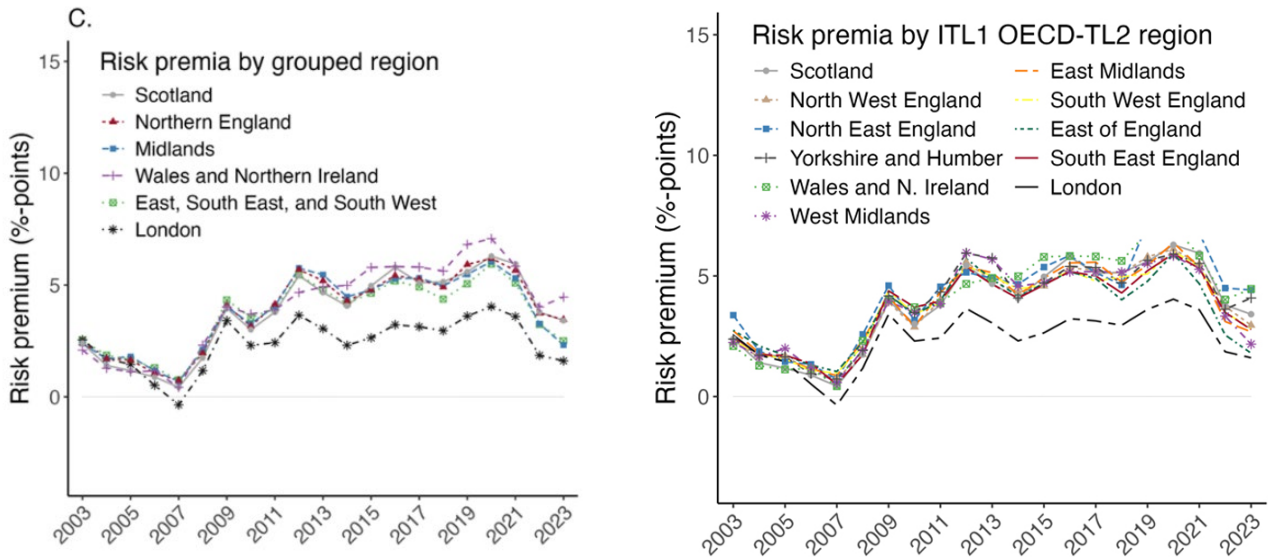 C.
Risk premia by grouped region
Scotland
Northern England
Midlands
Wales and Northern Ireland
East, South East, and South West
London
Risk premium (%-points)
15
10
5
0
2003
2005
2007
2009
2011
2013
2015
2017
2019
2021
2023
Risk premia by ITL1 OECD-TL2 region
Scotland
North West England
North East England
Yorkshire and Humber
Wales and N. Ireland
West Midlands
East Midlands
South West England
East of England
South East England
London
Risk premium (%-points)
15
10
5
0
2003
2005
2007
2009
2011
2013
2015
2017
2019
2021
2023